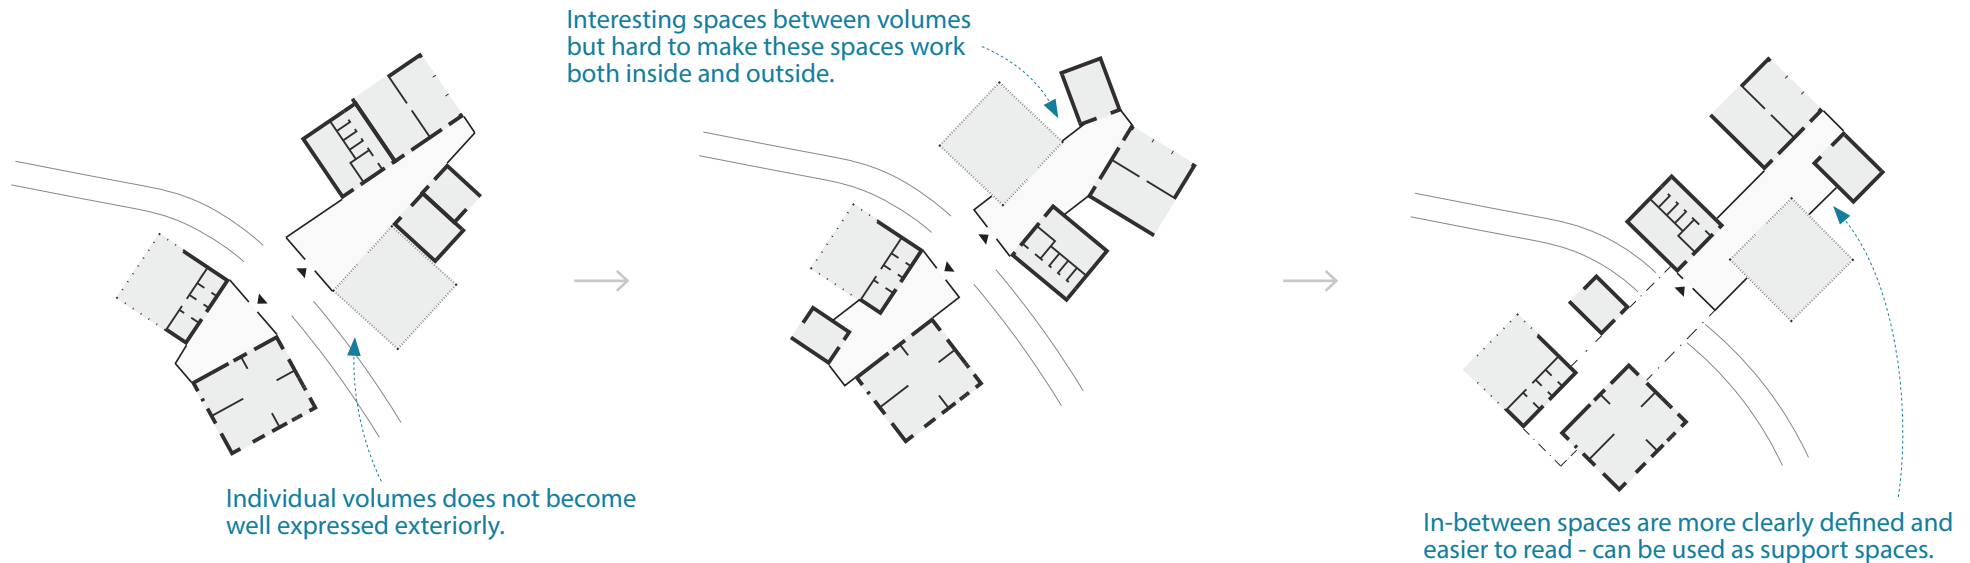 Interesting spaces between volumes
but hard to make these spaces work
both inside and outside.
Individual volumes does not become
well expressed exteriorly.
In-between spaces are more clearly defined and
easier to read - can be used as support spaces.